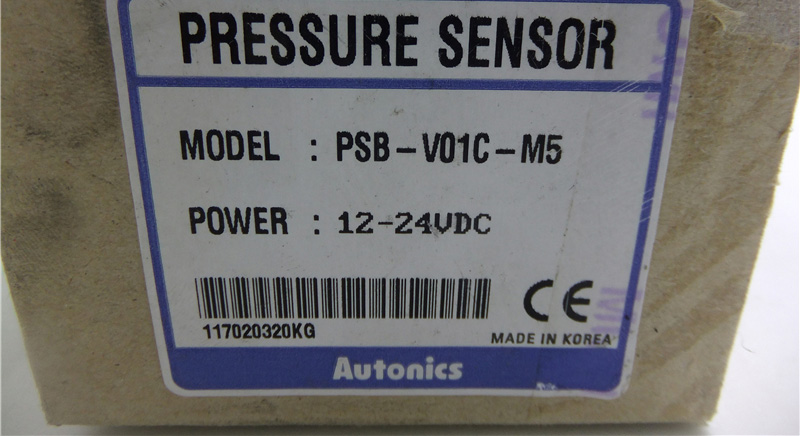 PRESSURE SENSOR
MODEL : PSB-V01C-M5
POWER : 12-24VDC
117020320KG
CE
MADE IN KOREA
Autonics